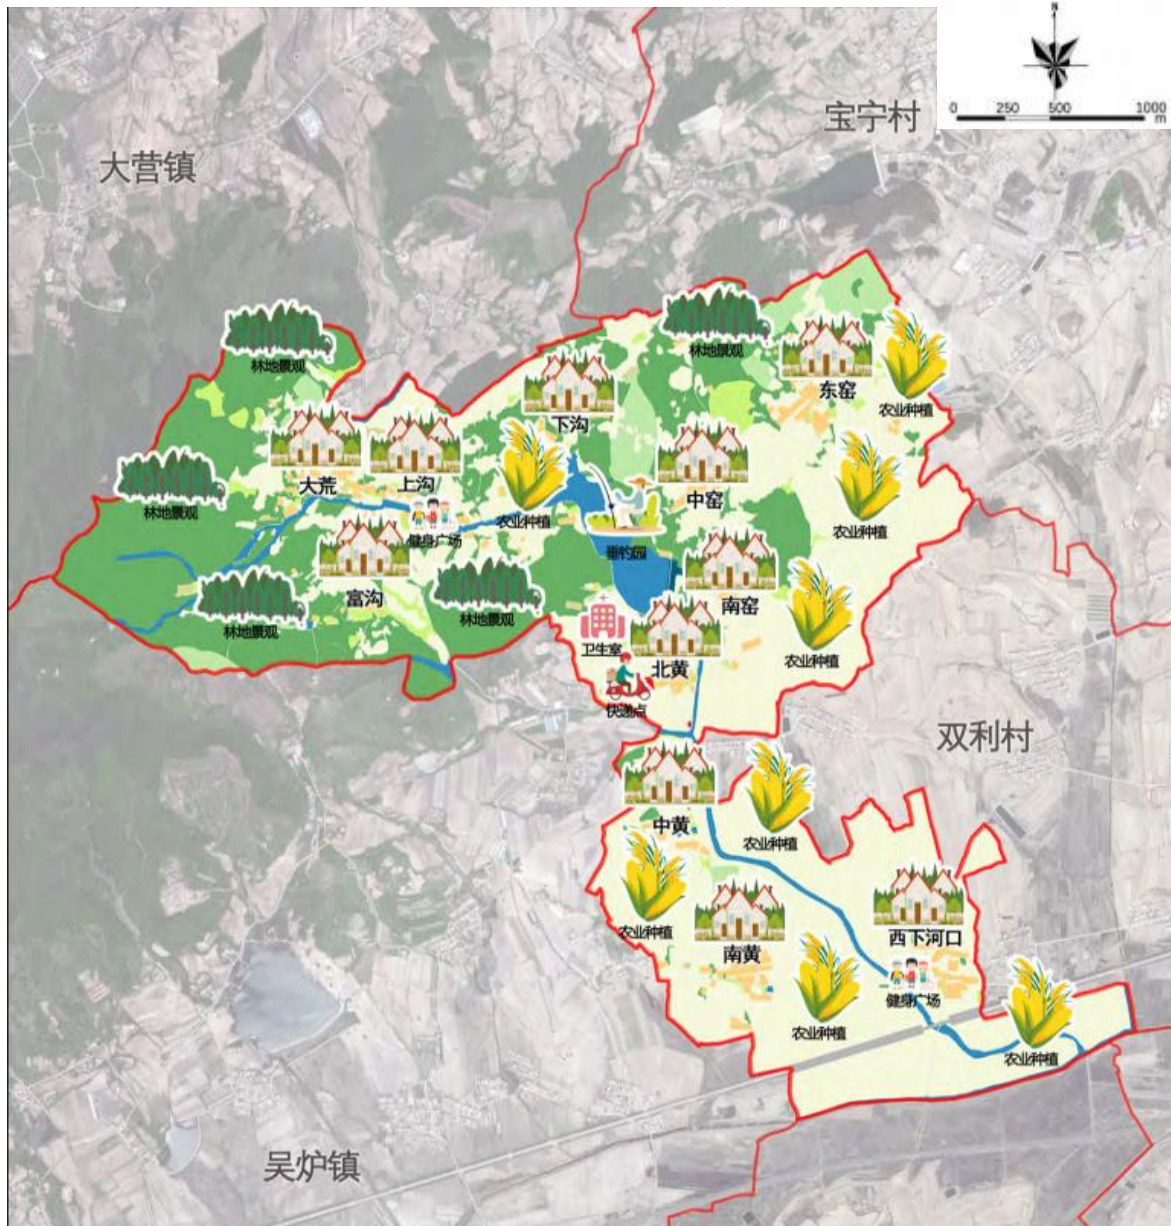 N
0 250 500 1000
m
宝宁村
大营镇
林地景观
林地景观
东窑
农业种植
下沟
大荒
上沟
中窑
林地景观
农业种植
农业种植
健身广场
垂钓园
富沟
南窑
林地景观
林地景观
卫生室
北黄
农业种植
快递点
双利村
中黄
农业种植
农业种植
南黄
西下河口
健身广场
农业种植
农业种植
吴炉镇